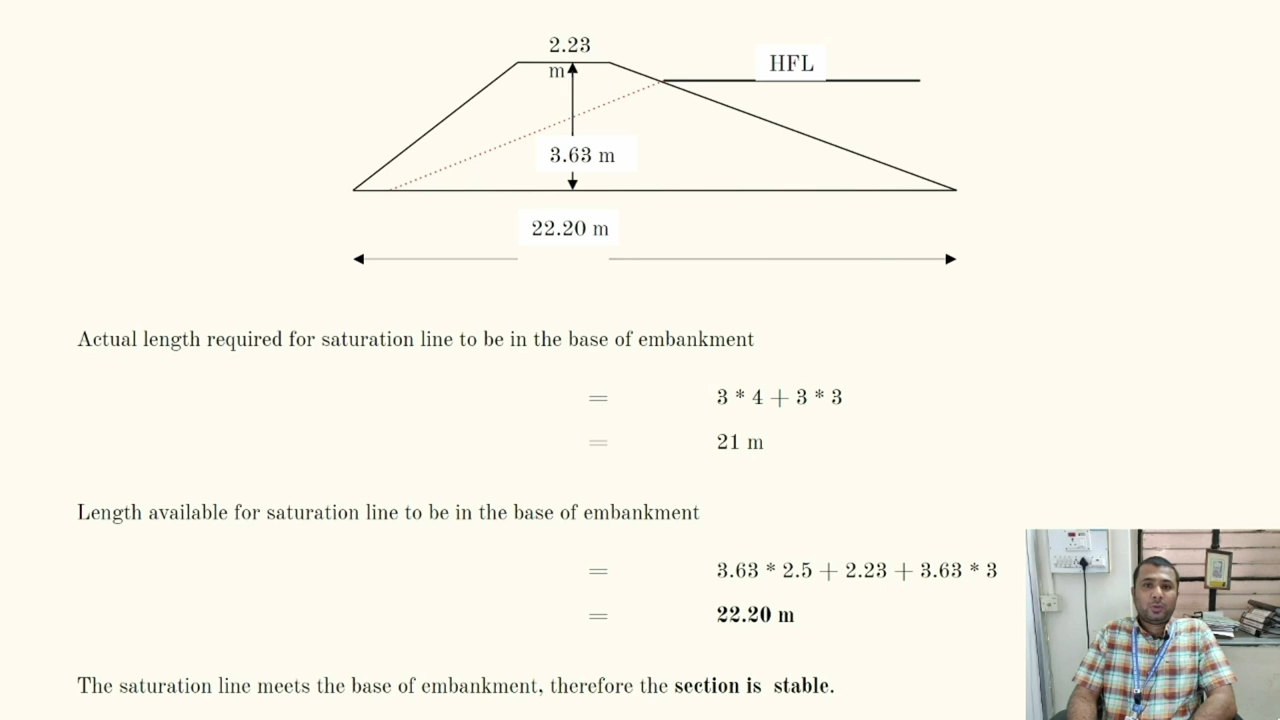 2.23
m
HFL
3.63 m
22.20 m
Actual length required for saturation line to be in the base of embankment
= 3 * 4 + 3 * 3
= 21 m
Length available for saturation line to be in the base of embankment
= 3.63 * 2.5 + 2.23 + 3.63 * 3
= 22.20 m
The saturation line meets the base of embankment, therefore the section is stable.